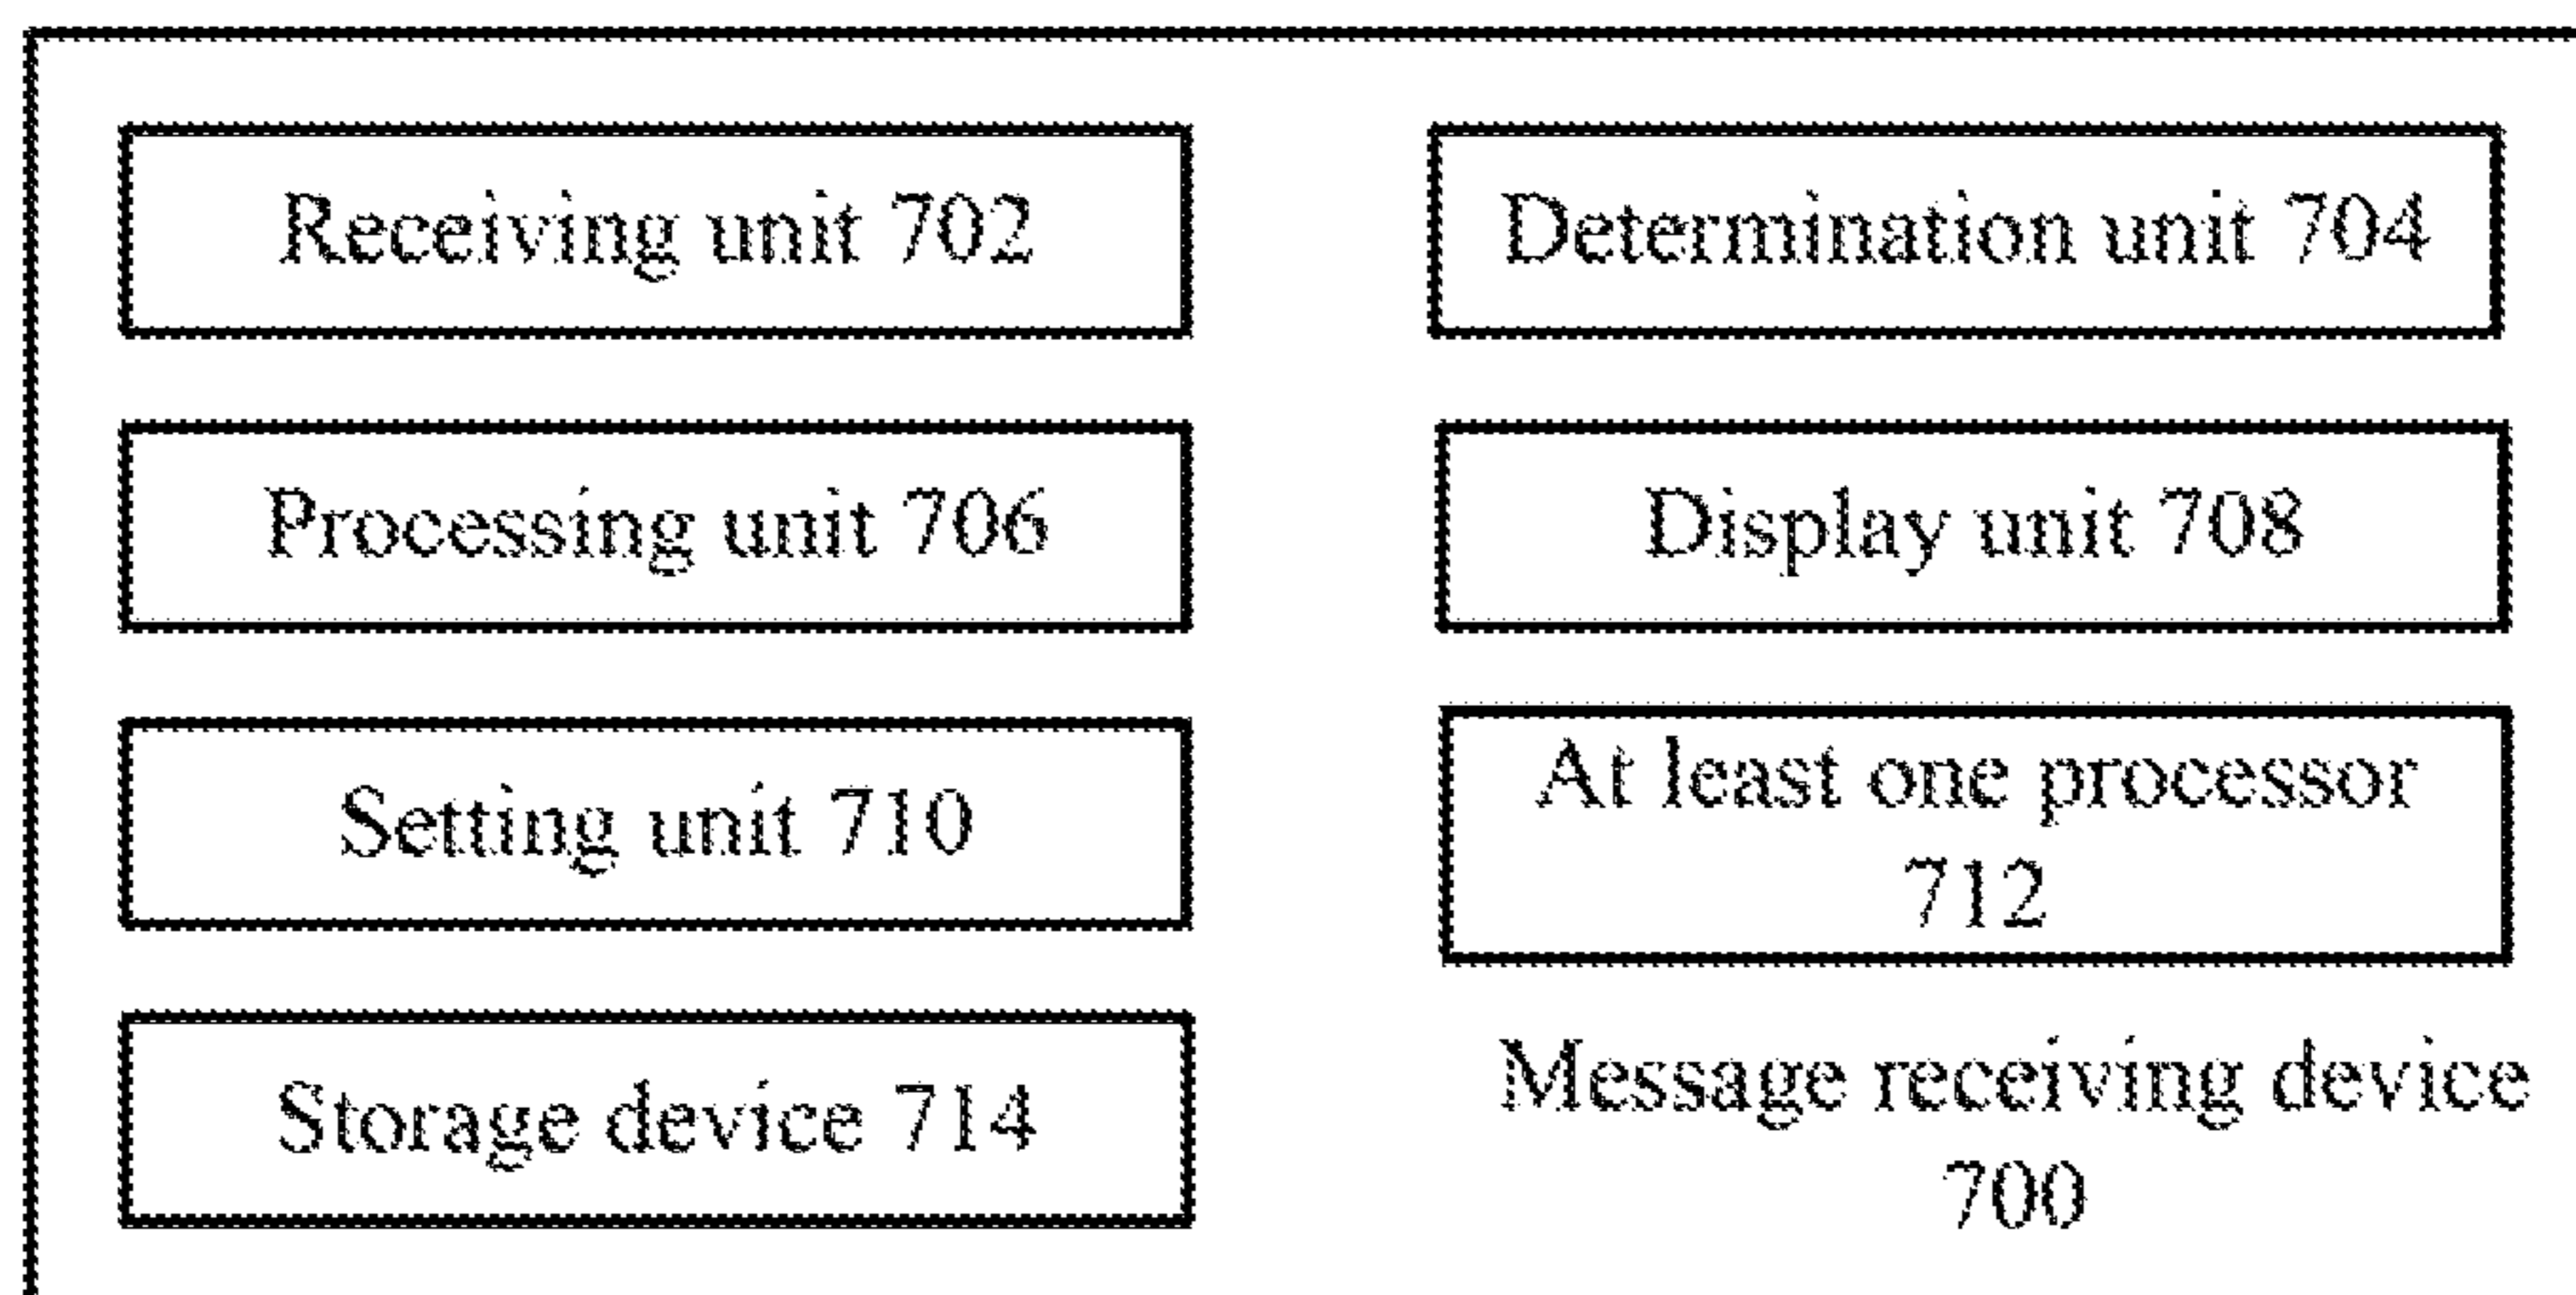 Receiving unit 702
Determination unit 704
Processing unit 706
Display unit 708
Setting unit 710
At least one processor
712
Storage device 714
Message receiving device
700